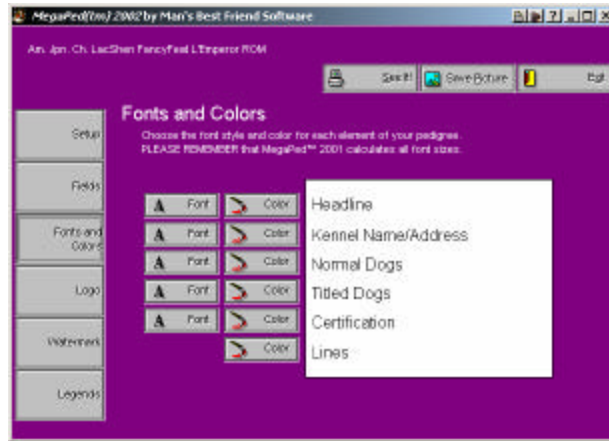 MegaPed(tm) 2002 by Man's Best Friend Software
Am. Jpn. Ch. LacShen FancyFeet L'Emperor ROM
See It! Save Picture Exit
Fonts and Colors
Choose the font style and color for each element of your pedigree.
PLEASE REMEMBER that MegaPed™ 2001 calculates all font sizes.
Setup
Fields
Fonts and
Colors
Logo
Watermark
Legends
Font Color Headline
Font Color Kennel Name/Address
Font Color Normal Dogs
Font Color Titled Dogs
Font Color Certification
Color Lines